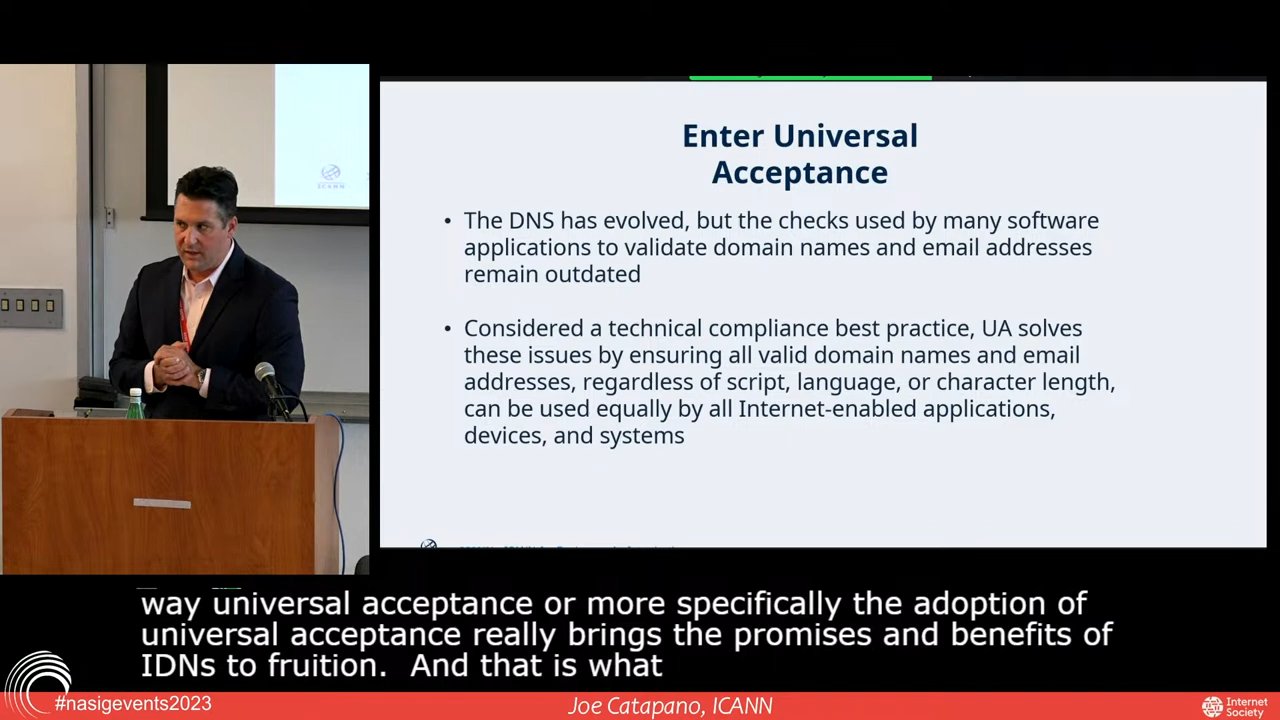 ICANN
Enter Universal
Acceptance
• The DNS has evolved, but the checks used by many software
applications to validate domain names and email addresses
remain outdated
• Considered a technical compliance best practice, UA solves
these issues by ensuring all valid domain names and email
addresses, regardless of script, language, or character length,
can be used equally by all Internet-enabled applications,
devices, and systems
way universal acceptance or more specifically the adoption of
universal acceptance really brings the promises and benefits of
IDNs to fruition.  And that is what
#nasigevents2023
Joe Catapano, ICANN
Internet
Society